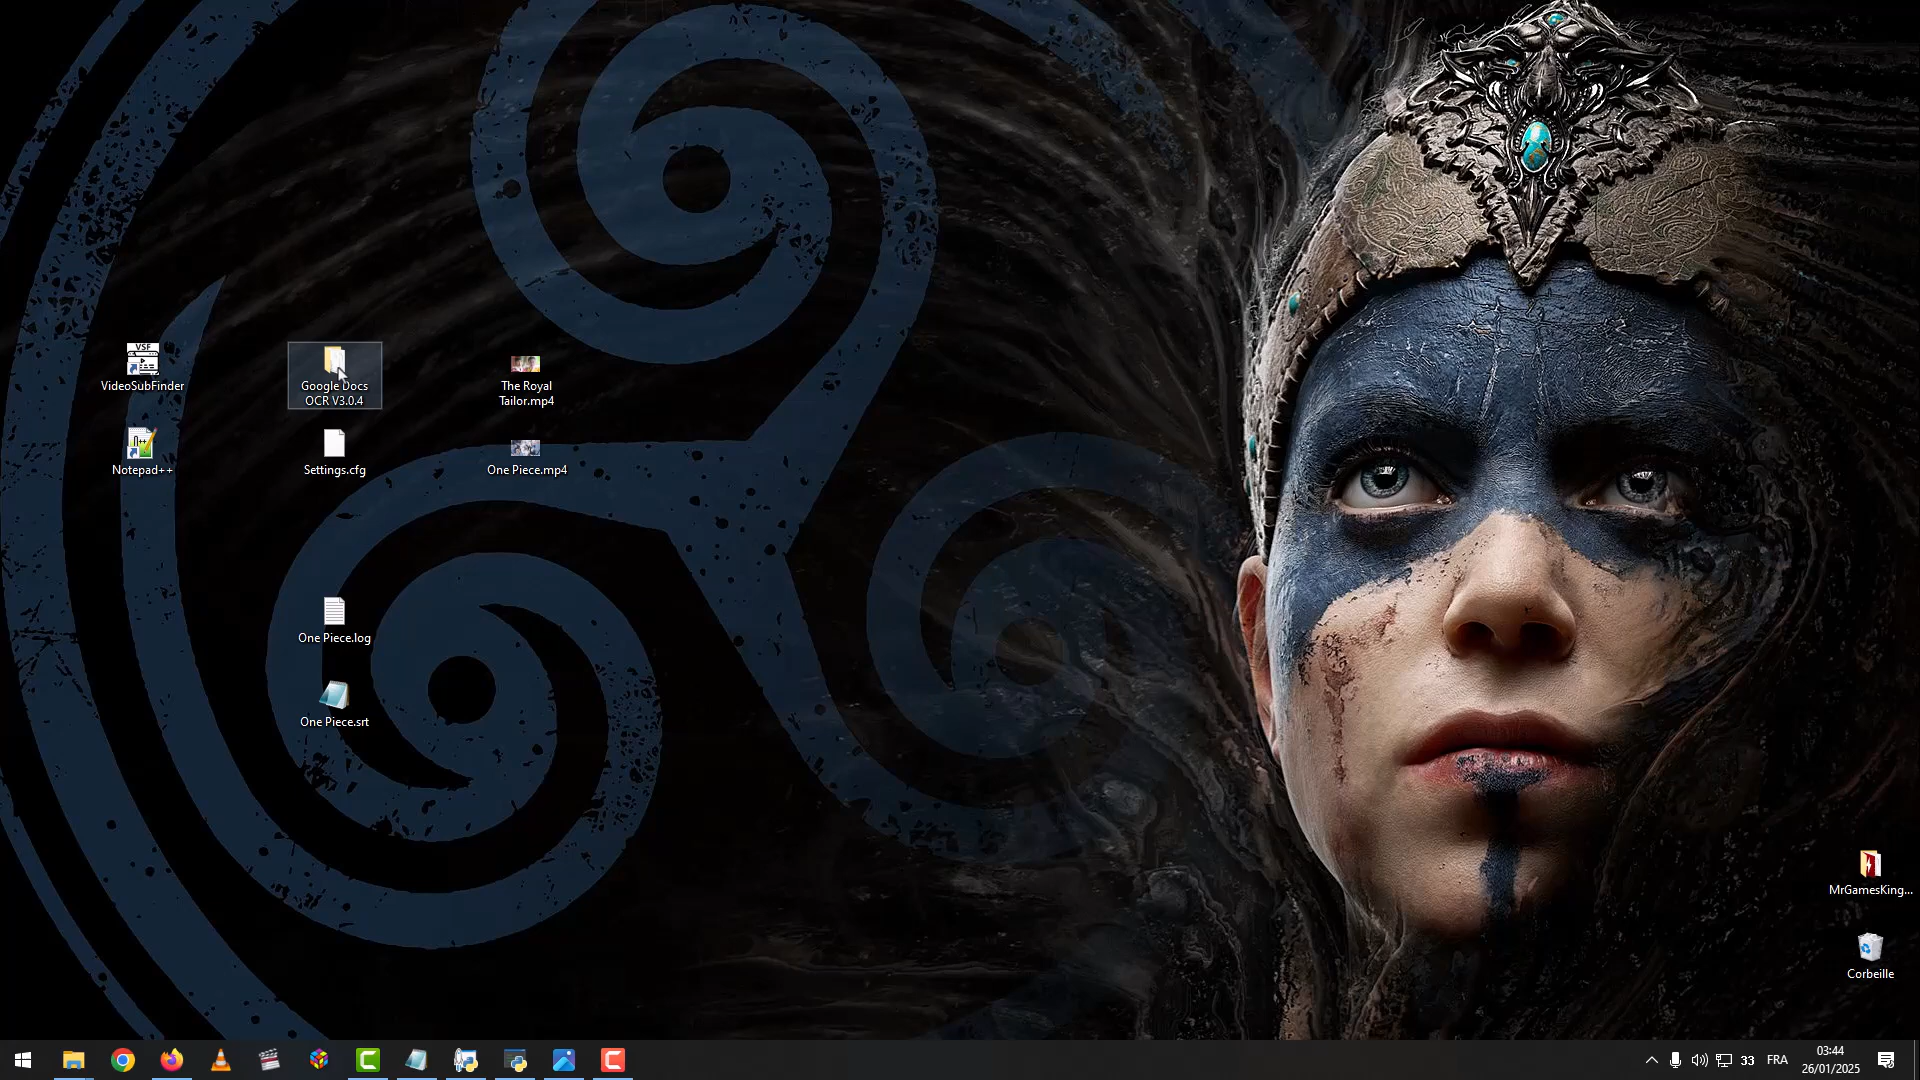 VSF
VideoSubFinder
Google Docs
OCR V3.0.4
The Royal
Tailor.mp4
Notepad++
Settings.cfg
One Piece.mp4
One Piece.log
One Piece.srt
MrGamesKing...
Corbeille
33
FRA
03:44
26/01/2025